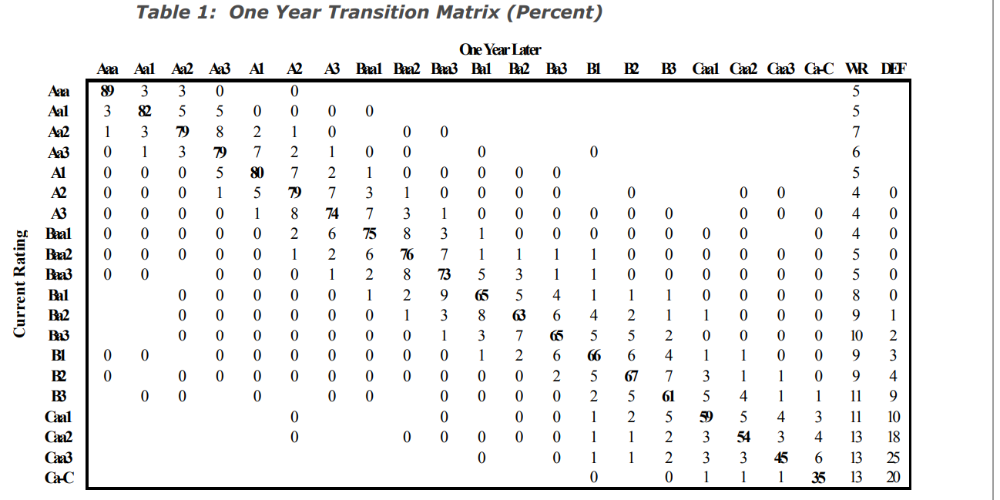 Table 1: One Year Transition Matrix (Percent)
One Year Later
Aaa Aa1 Aa2 Aa3 A1 A2 A3 Baa1 Baa2 Baa3 Ba1 Ba2 Ba3 B1 B2 B3 Caa1 Caa2 Caa3 Ca-C WR DEF
Aaa 89 3 3 0 0 5
Aa1 3 82 5 5 0 0 0 0 5
Aa2 1 3 79 8 2 1 0 0 0 7
Aa3 0 1 3 79 7 2 1 0 0 0 0 6
A1 0 0 0 5 80 7 2 1 0 0 0 0 0 5
A2 0 0 0 1 5 79 7 3 1 0 0 0 0 0 0 0 4 0
A3 0 0 0 0 1 8 74 7 3 1 0 0 0 0 0 0 0 0 0 4 0
Baa1 0 0 0 0 0 2 6 75 8 3 1 0 0 0 0 0 0 0 0 4 0
Baa2 0 0 0 0 0 1 2 6 76 7 1 1 1 1 0 0 0 0 0 0 5 0
Baa3 0 0 0 0 0 1 2 8 73 5 3 1 1 0 0 0 0 0 0 5 0
Ba1 0 0 0 0 0 1 2 9 65 5 4 1 1 1 0 0 0 0 8 0
Ba2 0 0 0 0 0 0 1 3 8 63 6 4 2 1 1 0 0 0 9 1
Ba3 0 0 0 0 0 0 0 1 3 7 65 5 5 2 0 0 0 0 10 2
B1 0 0 0 0 0 0 0 0 0 1 2 6 66 6 4 1 1 0 0 9 3
B2 0 0 0 0 0 0 0 0 0 0 0 2 5 67 7 3 1 1 0 9 4
B3 0 0 0 0 0 0 0 0 0 2 5 61 5 4 1 1 11 9
Caa1 0 0 0 0 1 2 5 59 5 4 3 11 10
Caa2 0 0 0 0 0 0 1 1 2 3 54 3 4 13 18
Caa3 0 0 1 1 2 3 3 45 6 13 25
Ca-C 0 0 1 1 1 35 13 20
Current Rating